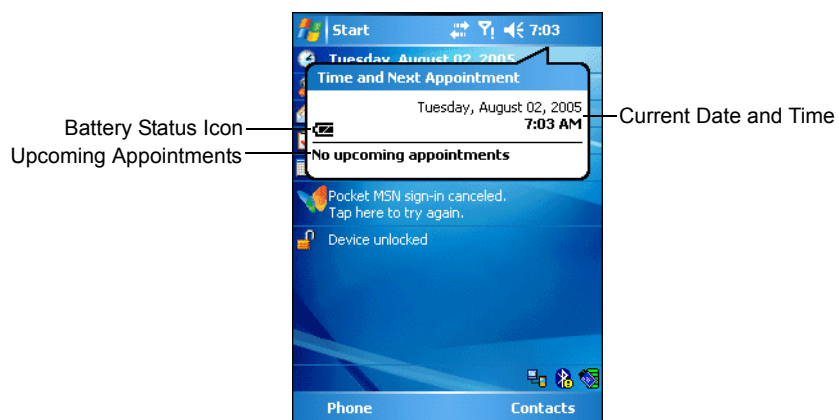 Start 7:03
Tuesday, August 02, 2005
Time and Next Appointment
Tuesday, August 02, 2005
7:03 AM
No upcoming appointments
Battery Status Icon
Upcoming Appointments
Current Date and Time
Pocket MSN sign-in canceled.
Tap here to try again.
Device unlocked
Phone Contacts